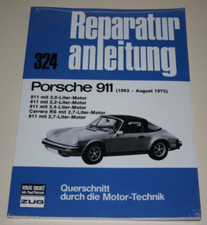 Reparatur
anleitung
324
Porsche 911 (1963 – August 1975)
911 mit 2,0-Liter-Motor
911 mit 2,2-Liter-Motor
911 mit 2,4-Liter-Motor
Carrera RS mit 2,7-Liter-Motor
911 mit 2,7-Liter-Motor
ZUG
Querschnitt
durch die Motor-Technik